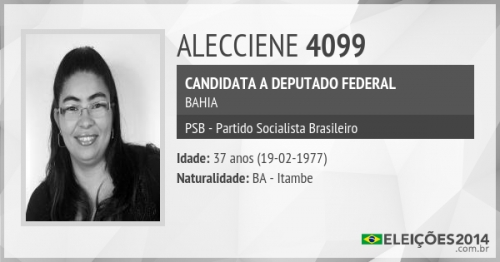 ALECCIENE 4099
CANDIDATA A DEPUTADO FEDERAL
BAHIA
PSB - Partido Socialista Brasileiro
Idade: 37 anos (19-02-1977)
Naturalidade: BA - Itambe
ELEIÇÕES2014
.com.br